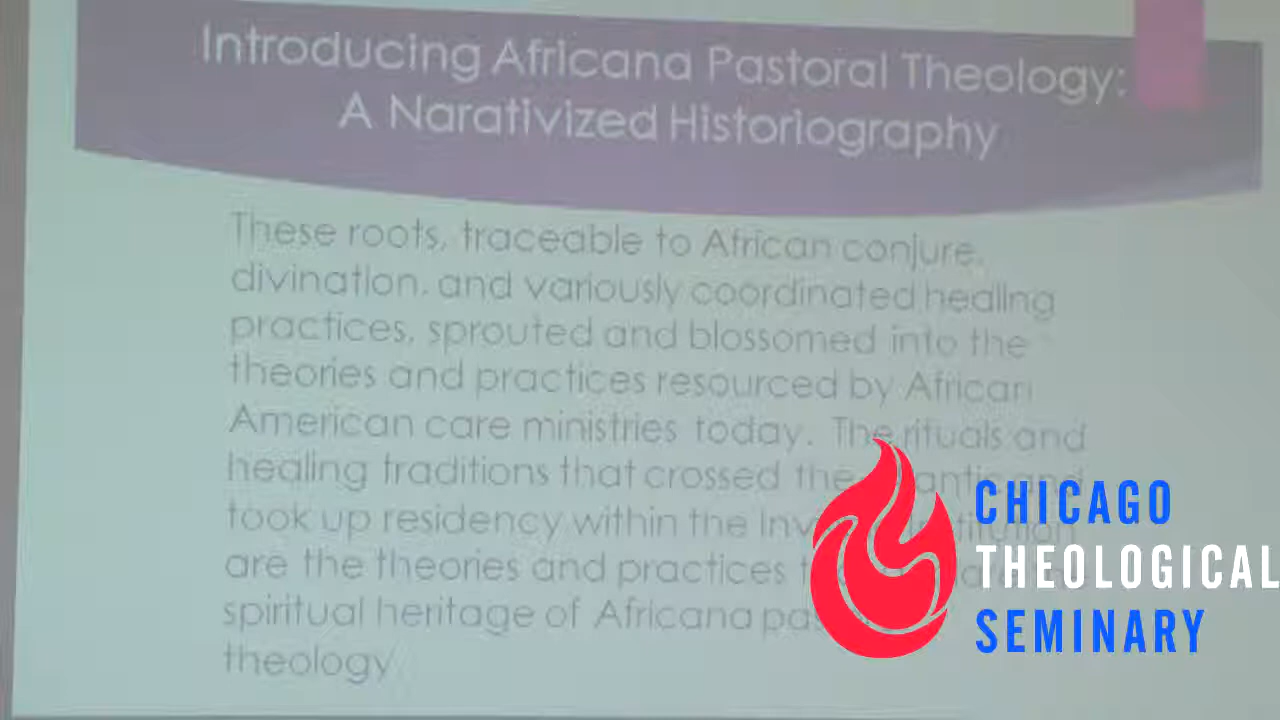 Introducing Africana Pastoral Theology:
A Narativized Historiography
These roots, traceable to African conjure,
divination, and variously coordinated healing
practices, sprouted and blossomed into the
theories and practices resourced by African
American care ministries today. The rituals and
healing traditions that crossed the and
took up residency within the
are the theories and practices
spiritual heritage of Africana
theology
CHICAGO
THEOLOGICAL
SEMINARY